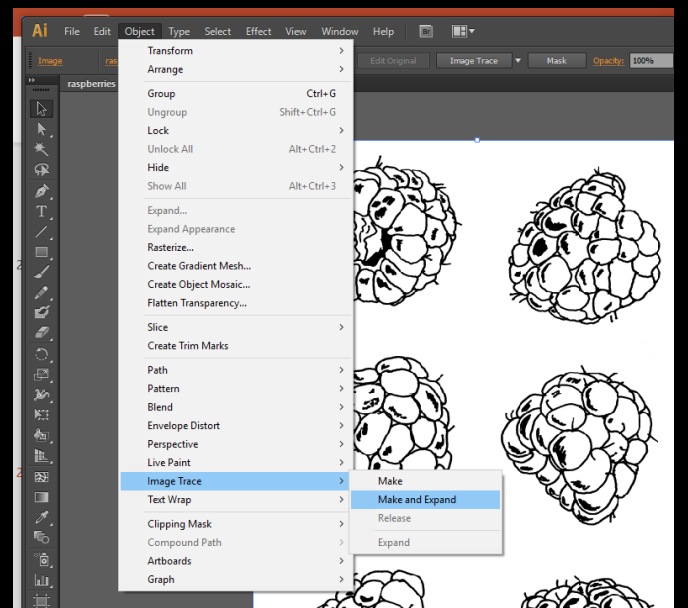 Ai File Edit Object Type Select Effect View Window Help Br
Image ras Edit Original Image Trace Mask Opacity: 100%
raspberries
Transform
Arrange
Group Ctrl+G
Ungroup Shift+Ctrl+G
Lock
Unlock All Alt+Ctrl+2
Hide
Show All Alt+Ctrl+3
Expand...
Expand Appearance
Rasterize...
Create Gradient Mesh...
Create Object Mosaic...
Flatten Transparency...
Slice
Create Trim Marks
Path
Pattern
Blend
Envelope Distort
Perspective
Live Paint
Image Trace
Text Wrap
Clipping Mask
Compound Path
Artboards
Graph
Make
Make and Expand
Release
Expand
2
2